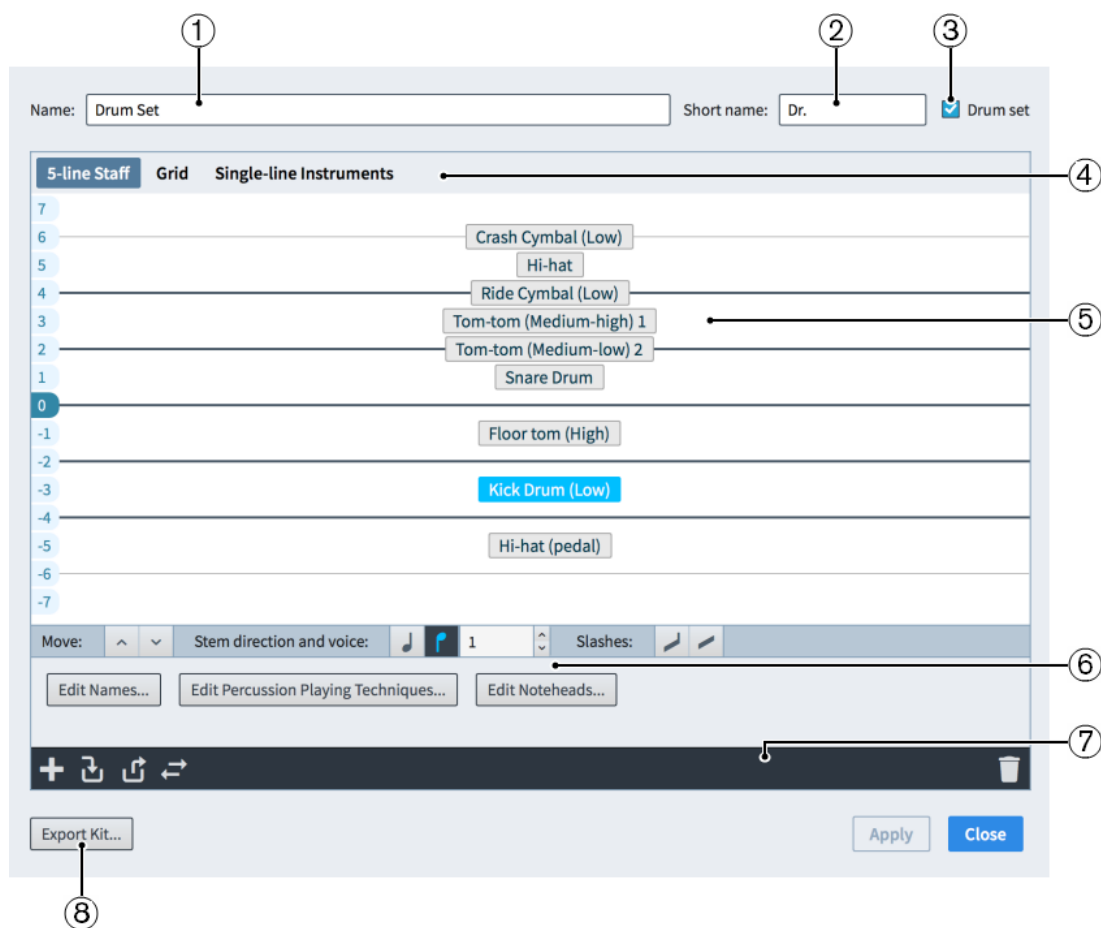 ① ② ③
Name: Drum Set Short name: Dr. Drum set
5-line Staff Grid Single-line Instruments ④
7
6 Crash Cymbal (Low)
5 Hi-hat
4 Ride Cymbal (Low)
3 Tom-tom (Medium-high) 1 ⑤
2 Tom-tom (Medium-low) 2
1 Snare Drum
0
-1 Floor tom (High)
-2
-3 Kick Drum (Low)
-4
-5 Hi-hat (pedal)
-6
-7
Move: Stem direction and voice: 1 Slashes:
⑥
Edit Names... Edit Percussion Playing Techniques... Edit Noteheads...
⑦
Export Kit... Apply Close
⑧